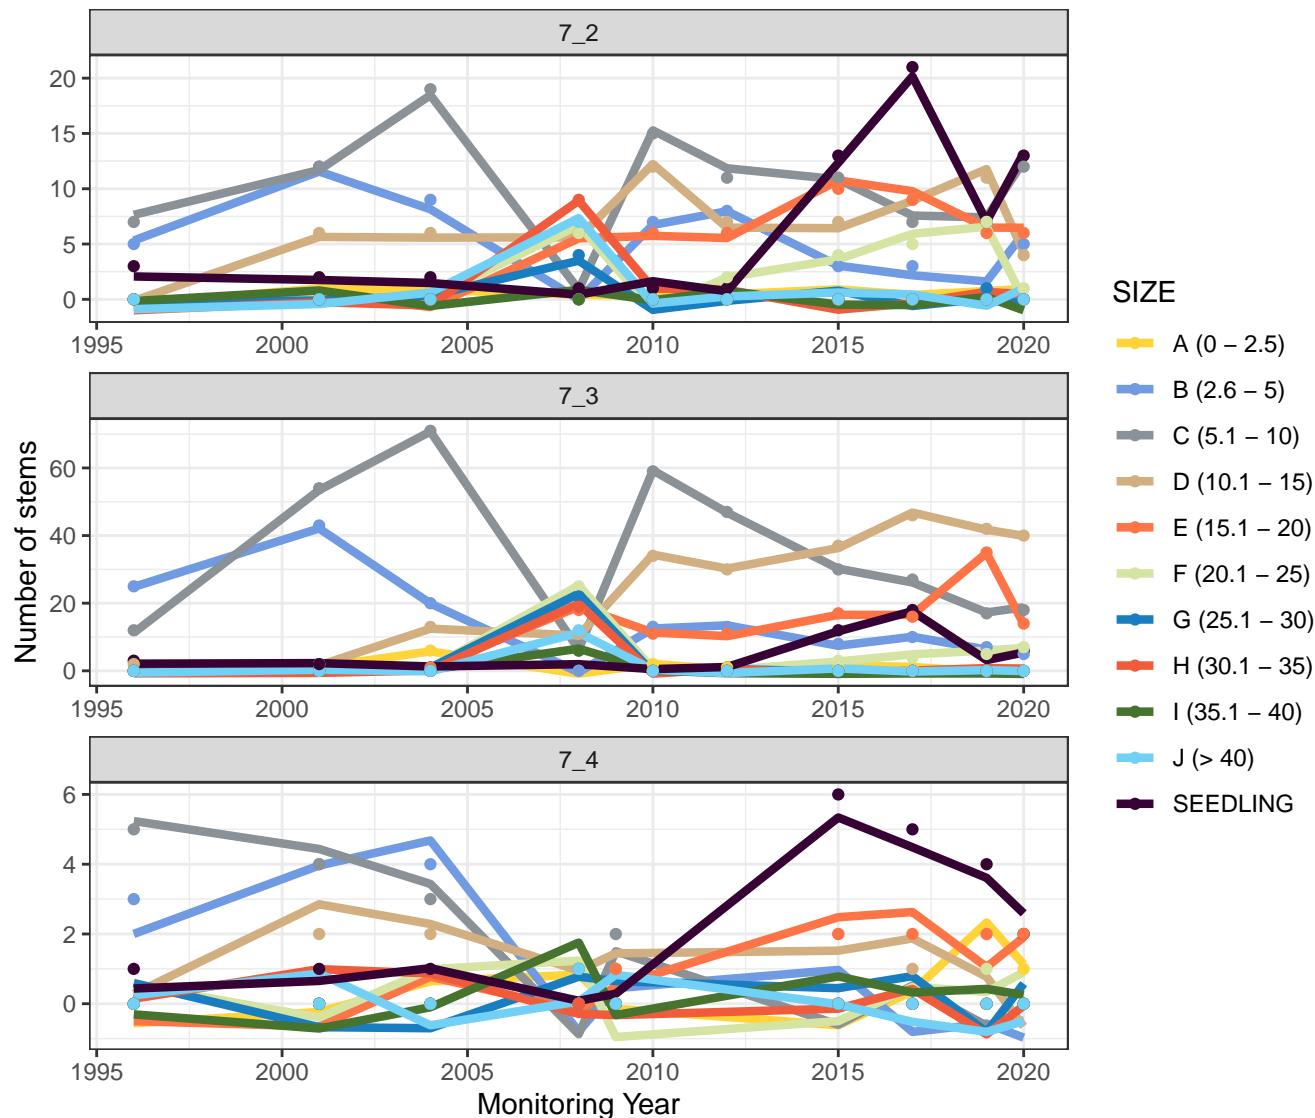 7_2
20
15
10
5
0
1995 2000 2005 2010 2015 2020
7_3
60
40
20
0
1995 2000 2005 2010 2015 2020
7_4
6
4
2
0
1995 2000 2005 2010 2015 2020
Monitoring Year
Number of stems
SIZE
A (0 − 2.5)
B (2.6 − 5)
C (5.1 − 10)
D (10.1 − 15)
E (15.1 − 20)
F (20.1 − 25)
G (25.1 − 30)
H (30.1 − 35)
I (35.1 − 40)
J (> 40)
SEEDLING